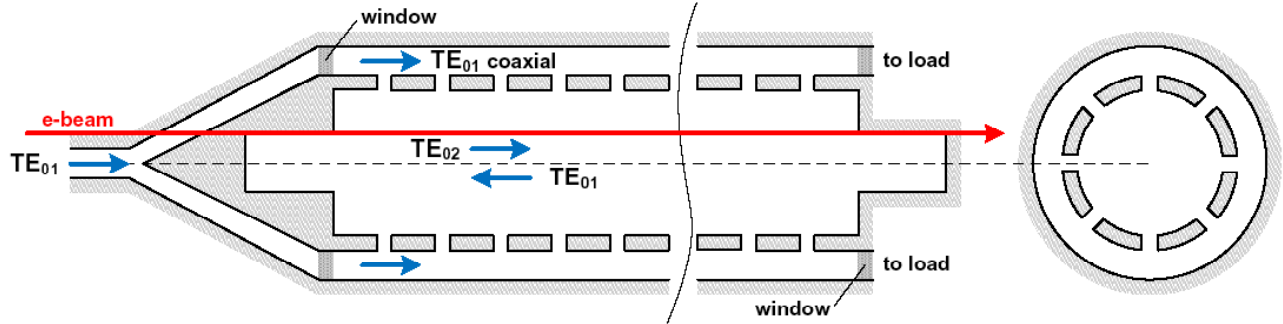 window
TE01 coaxial
to load
e-beam
TE01
TE02
TE01
to load
window